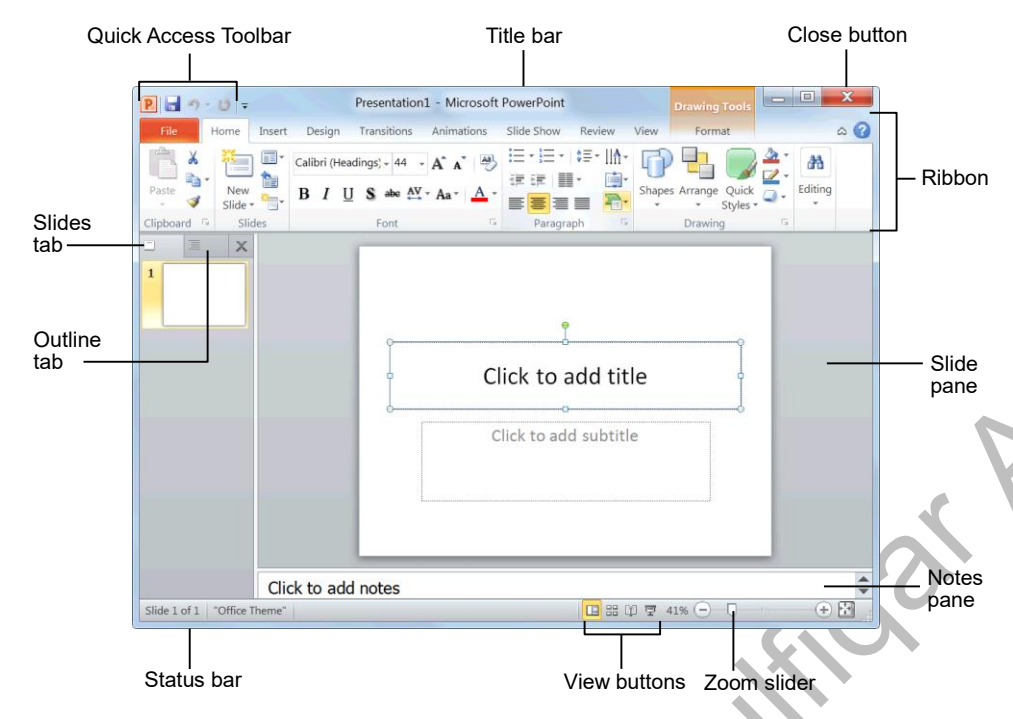 Quick Access Toolbar
Title bar
Close button
Presentation1 - Microsoft PowerPoint
Drawing Tools
File Home Insert Design Transitions Animations Slide Show Review View Format
Calibri (Headings) 44
Paste
New
Slide
B I U S abe AV Aa A
Shapes Arrange Quick
Styles
Editing
Clipboard Slides Font Paragraph Drawing
Ribbon
Slides
tab
1
Outline
tab
Click to add title
Click to add subtitle
Slide
pane
Click to add notes
Notes
pane
Slide 1 of 1 "Office Theme" 41%
Status bar
View buttons
Zoom slider